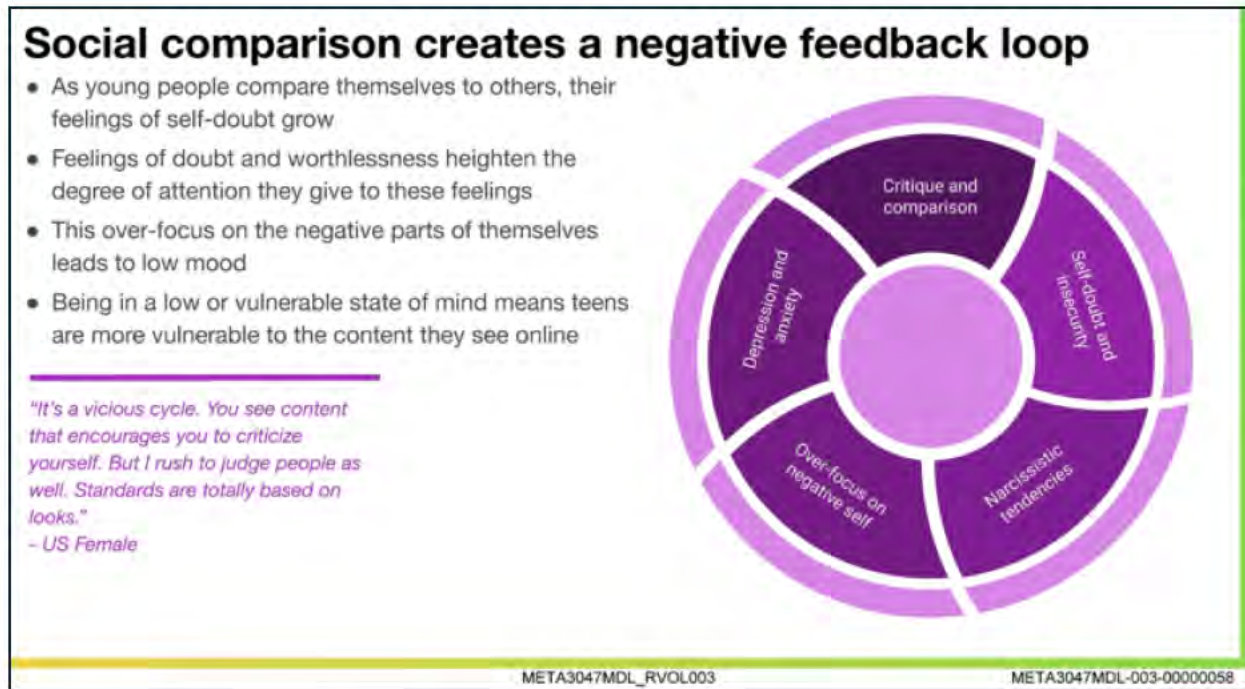 Social comparison creates a negative feedback loop
• As young people compare themselves to others, their
feelings of self-doubt grow
• Feelings of doubt and worthlessness heighten the
degree of attention they give to these feelings
• This over-focus on the negative parts of themselves
leads to low mood
• Being in a low or vulnerable state of mind means teens
are more vulnerable to the content they see online
"It's a vicious cycle. You see content
that encourages you to criticize
yourself. But I rush to judge people as
well. Standards are totally based on
looks."
– US Female
Critique and
comparison
Self-doubt and
insecurity
Narcissistic
tendencies
Over-focus on
negative self
Depression and
anxiety
META3047MDL_RVOL003
META3047MDL-003-00000058